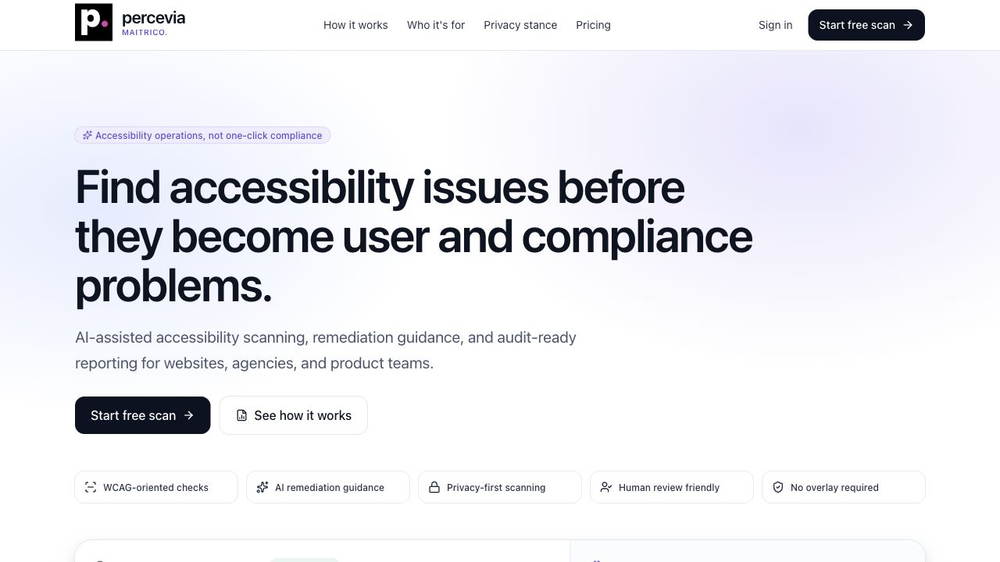 p.
percevia
MAITRICO.
How it works
Who it's for
Privacy stance
Pricing
Sign in
Start free scan
Accessibility operations, not one-click compliance
Find accessibility issues before
they become user and compliance
problems.
AI-assisted accessibility scanning, remediation guidance, and audit-ready
reporting for websites, agencies, and product teams.
Start free scan
See how it works
WCAG-oriented checks
AI remediation guidance
Privacy-first scanning
Human review friendly
No overlay required